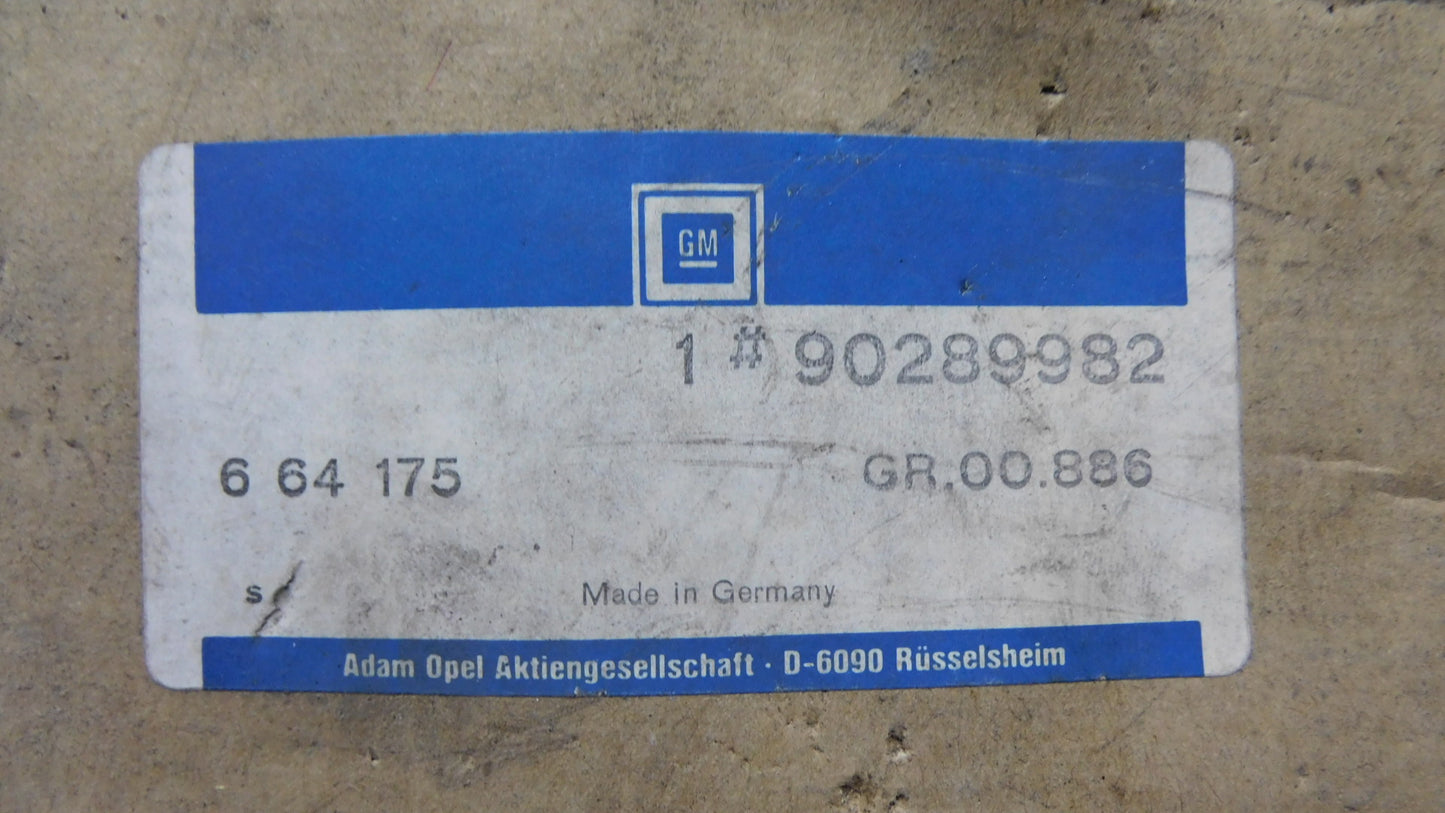 GM
1 # 90289982
6 64 175 GR.00.886
s Made in Germany
Adam Opel Aktiengesellschaft · D-6090 Rüsselsheim